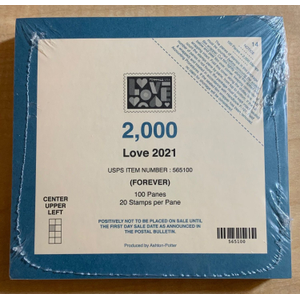 LOVE
2,000
Love 2021
USPS ITEM NUMBER : 565100
(FOREVER)
100 Panes
20 Stamps per Pane
CENTER
UPPER
LEFT
POSITIVELY NOT TO BE PLACED ON SALE UNTIL
THE FIRST DAY SALE DATE AS ANNOUNCED IN
THE POSTAL BULLETIN.
Produced by Ashton-Potter
565100